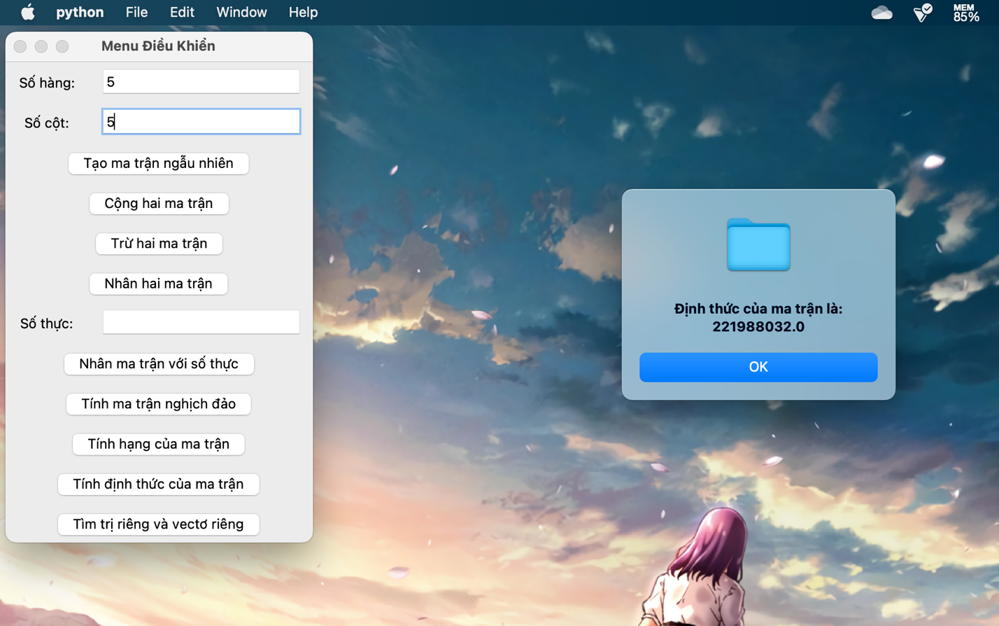 python File Edit Window Help
MEM
85%
Menu Điều Khiển
Số hàng: 5
Số cột: 5
Tạo ma trận ngẫu nhiên
Cộng hai ma trận
Trừ hai ma trận
Nhân hai ma trận
Số thực:
Nhân ma trận với số thực
Tính ma trận nghịch đảo
Tính hạng của ma trận
Tính định thức của ma trận
Tìm trị riêng và vectơ riêng
Định thức của ma trận là:
221988032.0
OK